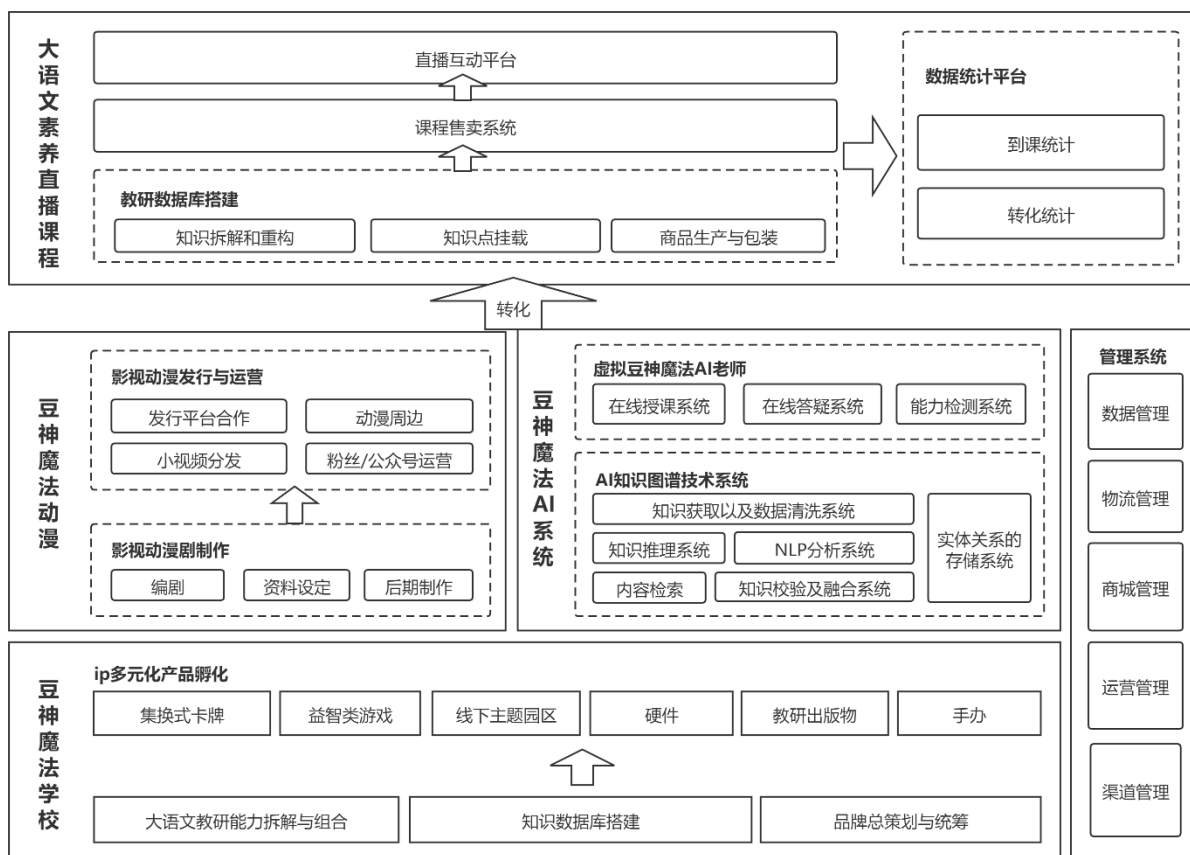 大语文素养直播课程
直播互动平台
课程售卖系统
教研数据库搭建
知识拆解和重构
知识点挂载
商品生产与包装
数据统计平台
到课统计
转化统计
转化
豆神魔法动漫
影视动漫发行与运营
发行平台合作
动漫周边
小视频分发
粉丝/公众号运营
影视动漫剧制作
编剧
资料设定
后期制作
豆神魔法AI系统
虚拟豆神魔法AI老师
在线授课系统
在线答疑系统
能力检测系统
AI知识图谱技术系统
知识获取以及数据清洗系统
知识推理系统
NLP分析系统
内容检索
知识校验及融合系统
实体关系的
存储系统
管理系统
数据管理
物流管理
商城管理
运营管理
渠道管理
豆神魔法学校
ip多元化产品孵化
集换式卡牌
益智类游戏
线下主题园区
硬件
教研出版物
手办
大语文教研能力拆解与组合
知识数据库搭建
品牌总策划与统筹